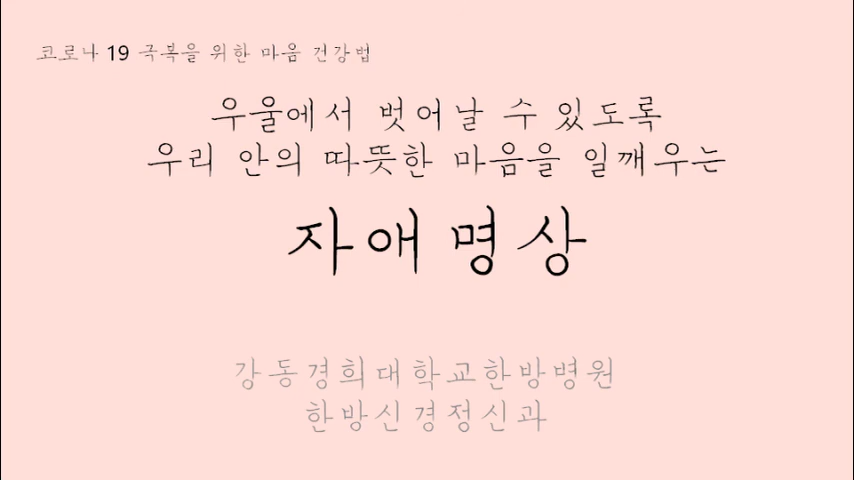 코로나 19 극복을 위한 마음 건강법
우울에서 벗어날 수 있도록
우리 안의 따뜻한 마음을 일깨우는
자애명상
강동경희대학교한방병원
한방신경정신과